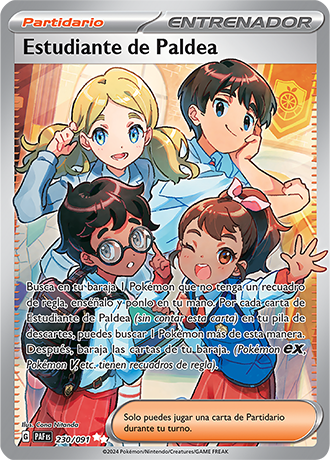 Partidario
ENTRENADOR
Estudiante de Paldea
Busca en tu baraja 1 Pokémon que no tenga un recuadro
de regla, enséñalo y ponlo en tu mano. Por cada carta de
Estudiante de Paldea (sin contar esta carta) en tu pila de
descartes, puedes buscar 1 Pokémon más de esta manera.
Después, baraja las cartas de tu baraja. (Pokémon ex,
Pokémon V, etc. tienen recuadros de regla).
Ilus. Cona Nitanda
G PAF ES 230/091
Solo puedes jugar una carta de Partidario
durante tu turno.
©2024 Pokémon/Nintendo/Creatures/GAME FREAK